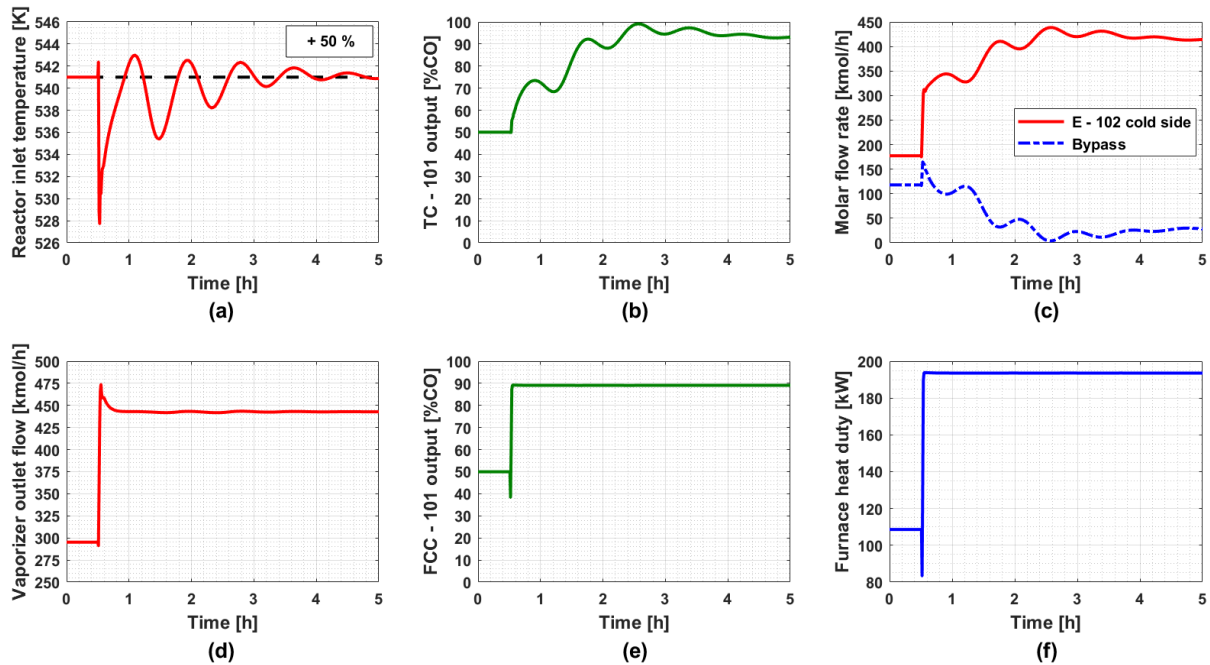 Reactor inlet temperature [K]
546
544
542
540
538
536
534
532
530
528
526
+ 50 %
0 1 2 3 4 5
Time [h]
(a)
TC - 101 output [%CO]
100
90
80
70
60
50
40
30
20
10
0
0 1 2 3 4 5
Time [h]
(b)
Molar flow rate [kmol/h]
450
400
350
300
250
200
150
100
50
0
E - 102 cold side
Bypass
0 1 2 3 4 5
Time [h]
(c)
Vaporizer outlet flow [kmol/h]
500
475
450
425
400
375
350
325
300
275
250
0 1 2 3 4 5
Time [h]
(d)
FCC - 101 output [%CO]
100
90
80
70
60
50
40
30
20
10
0
0 1 2 3 4 5
Time [h]
(e)
Furnace heat duty [kW]
200
180
160
140
120
100
80
0 1 2 3 4 5
Time [h]
(f)